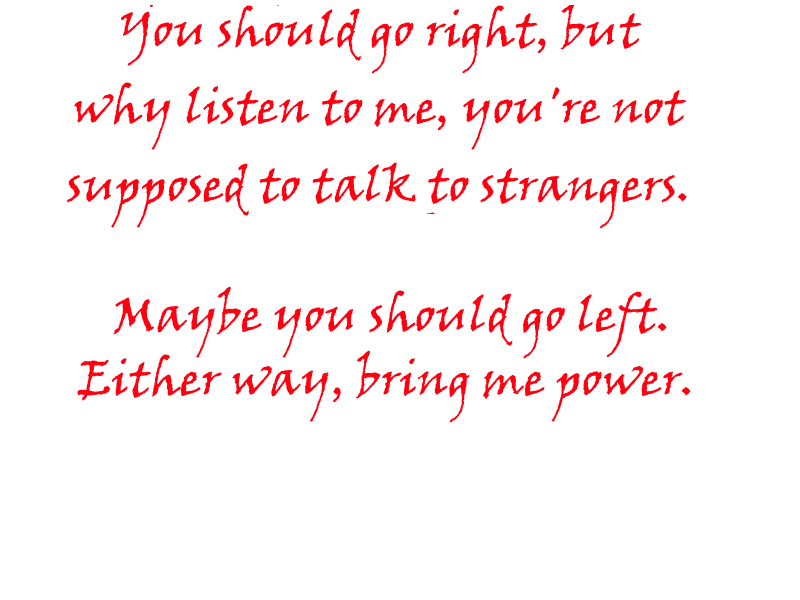 You should go right, but
why listen to me, you're not
supposed to talk to strangers.
Maybe you should go left.
Either way, bring me power.